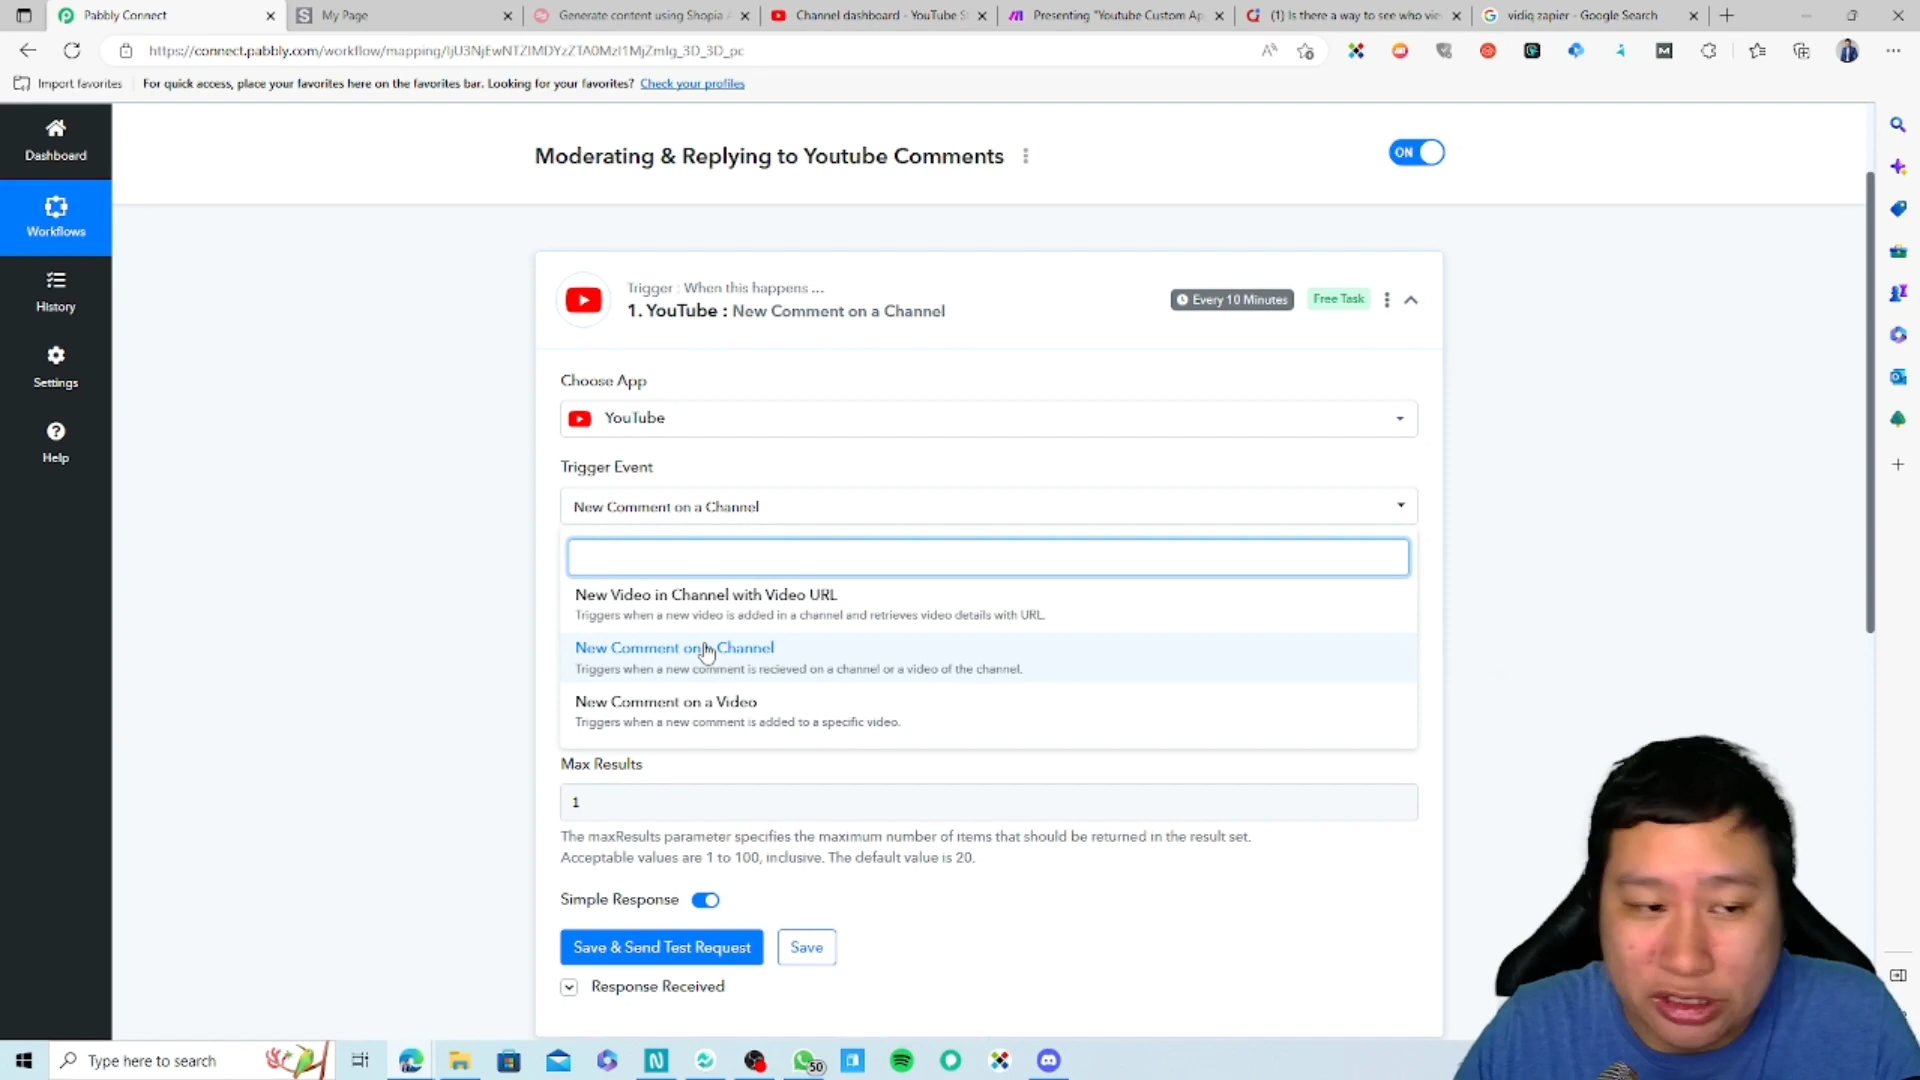 Pabbly Connect
My Page
Generate content using Shopia A
Channel dashboard - YouTube S
Presenting "Youtube Custom Ap
(1) Is there a way to see who vie
vidiq zapier - Google Search
https://connect.pabbly.com/workflow/mapping/
Import favorites
For quick access, place your favorites here on the favorites bar. Looking for your favorites? Check your profiles
Dashboard
Workflows
History
Settings
Help
Moderating & Replying to Youtube Comments
ON
Trigger : When this happens ...
1. YouTube : New Comment on a Channel
Every 10 Minutes
Free Task
Choose App
YouTube
Trigger Event
New Comment on a Channel
New Video in Channel with Video URL
Triggers when a new video is added in a channel and retrieves video details with URL.
New Comment on a Channel
Triggers when a new comment is recieved on a channel or a video of the channel.
New Comment on a Video
Triggers when a new comment is added to a specific video.
Max Results
1
The maxResults parameter specifies the maximum number of items that should be returned in the result set.
Acceptable values are 1 to 100, inclusive. The default value is 20.
Simple Response
Save & Send Test Request
Save
Response Received
Type here to search
50